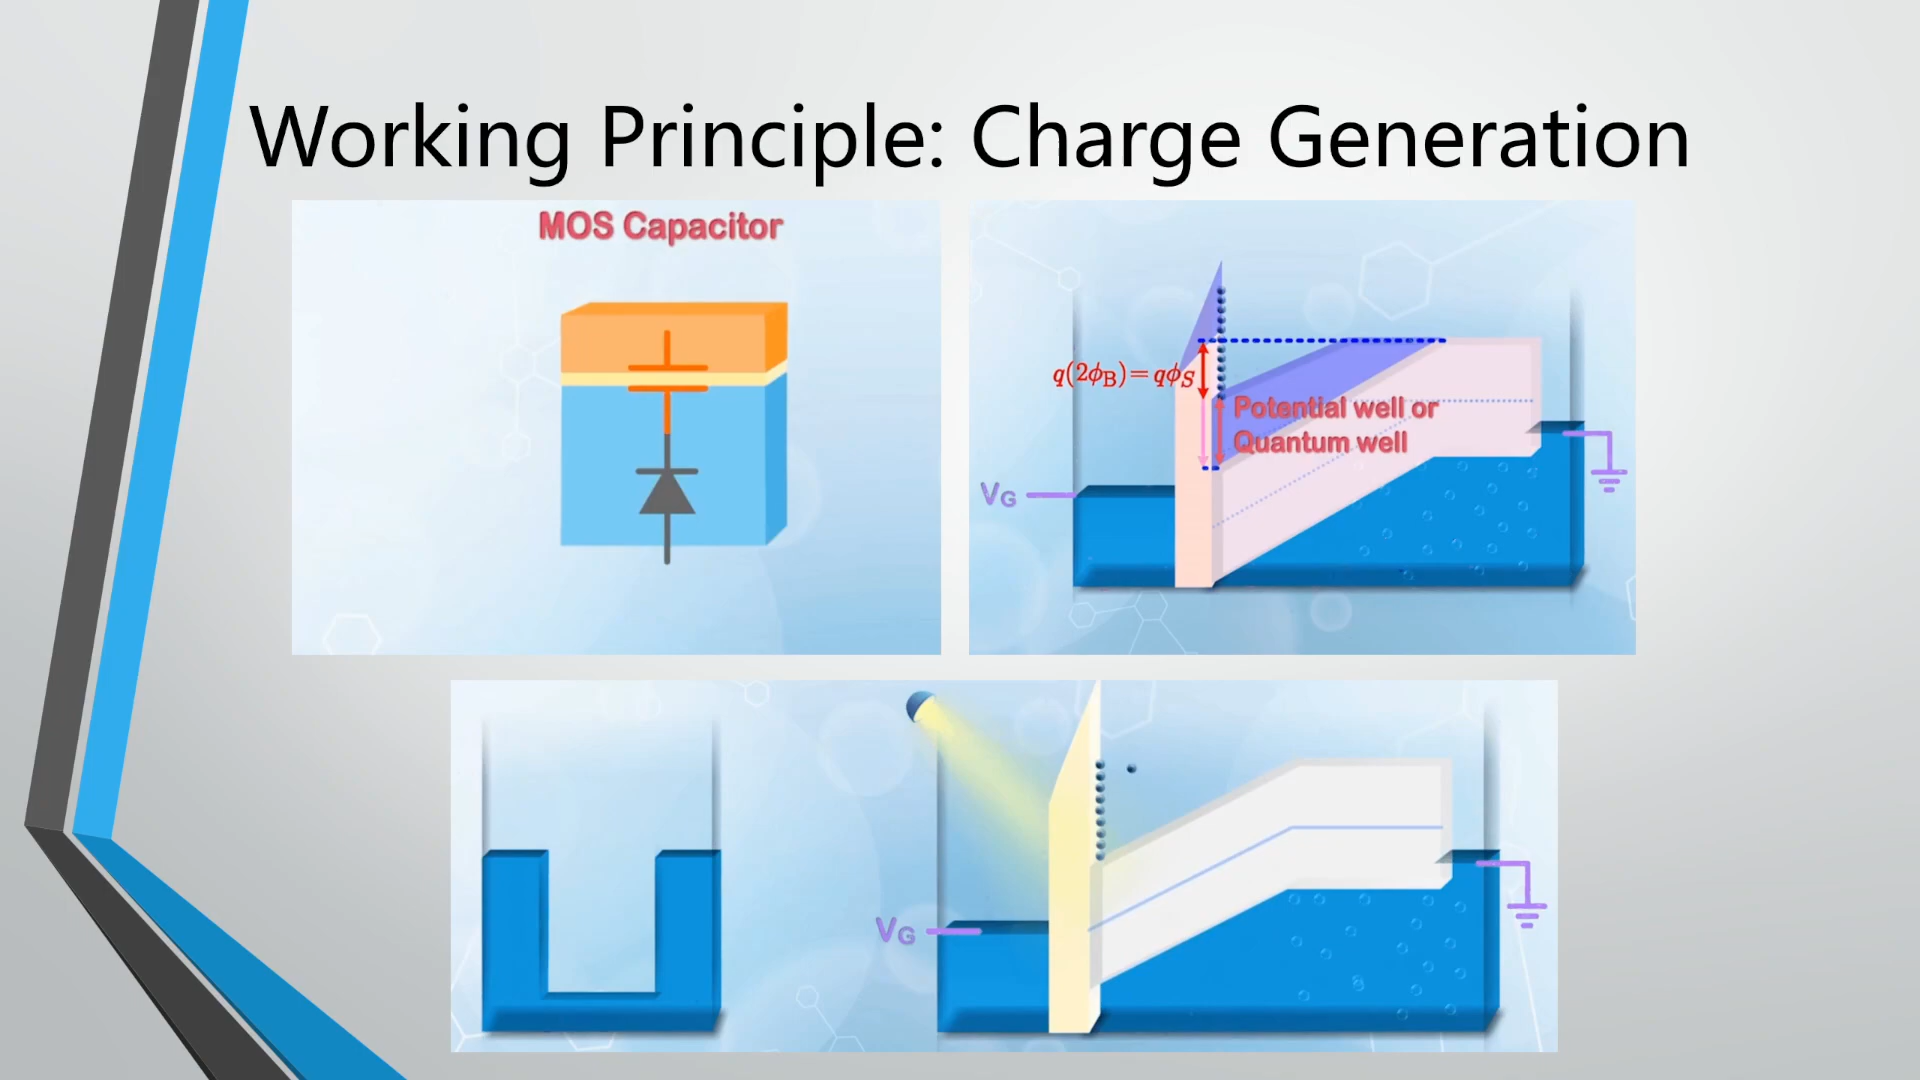 Working Principle: Charge Generation
MOS Capacitor
q(2ϕB)=qϕS
Potential well or
Quantum well
VG
VG